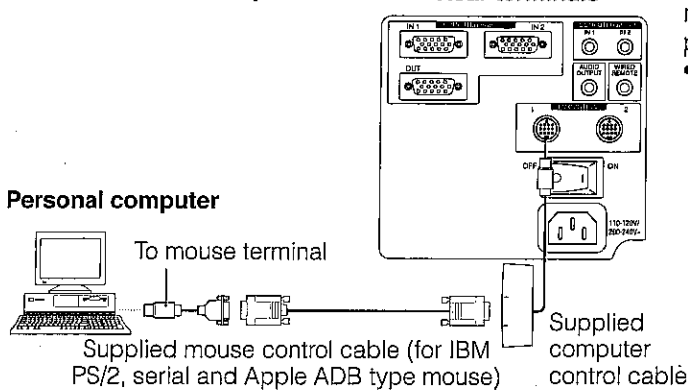 IN 1
IN 2
IN 1
IN 2
OUT
AUDIO
OUTPUT
WIRED
REMOTE
1
2
OFF
ON
110-120V/
200-240V~
Personal computer
To mouse terminal
Supplied mouse control cable (for IBM
PS/2, serial and Apple ADB type mouse)
Supplied
computer
control cable